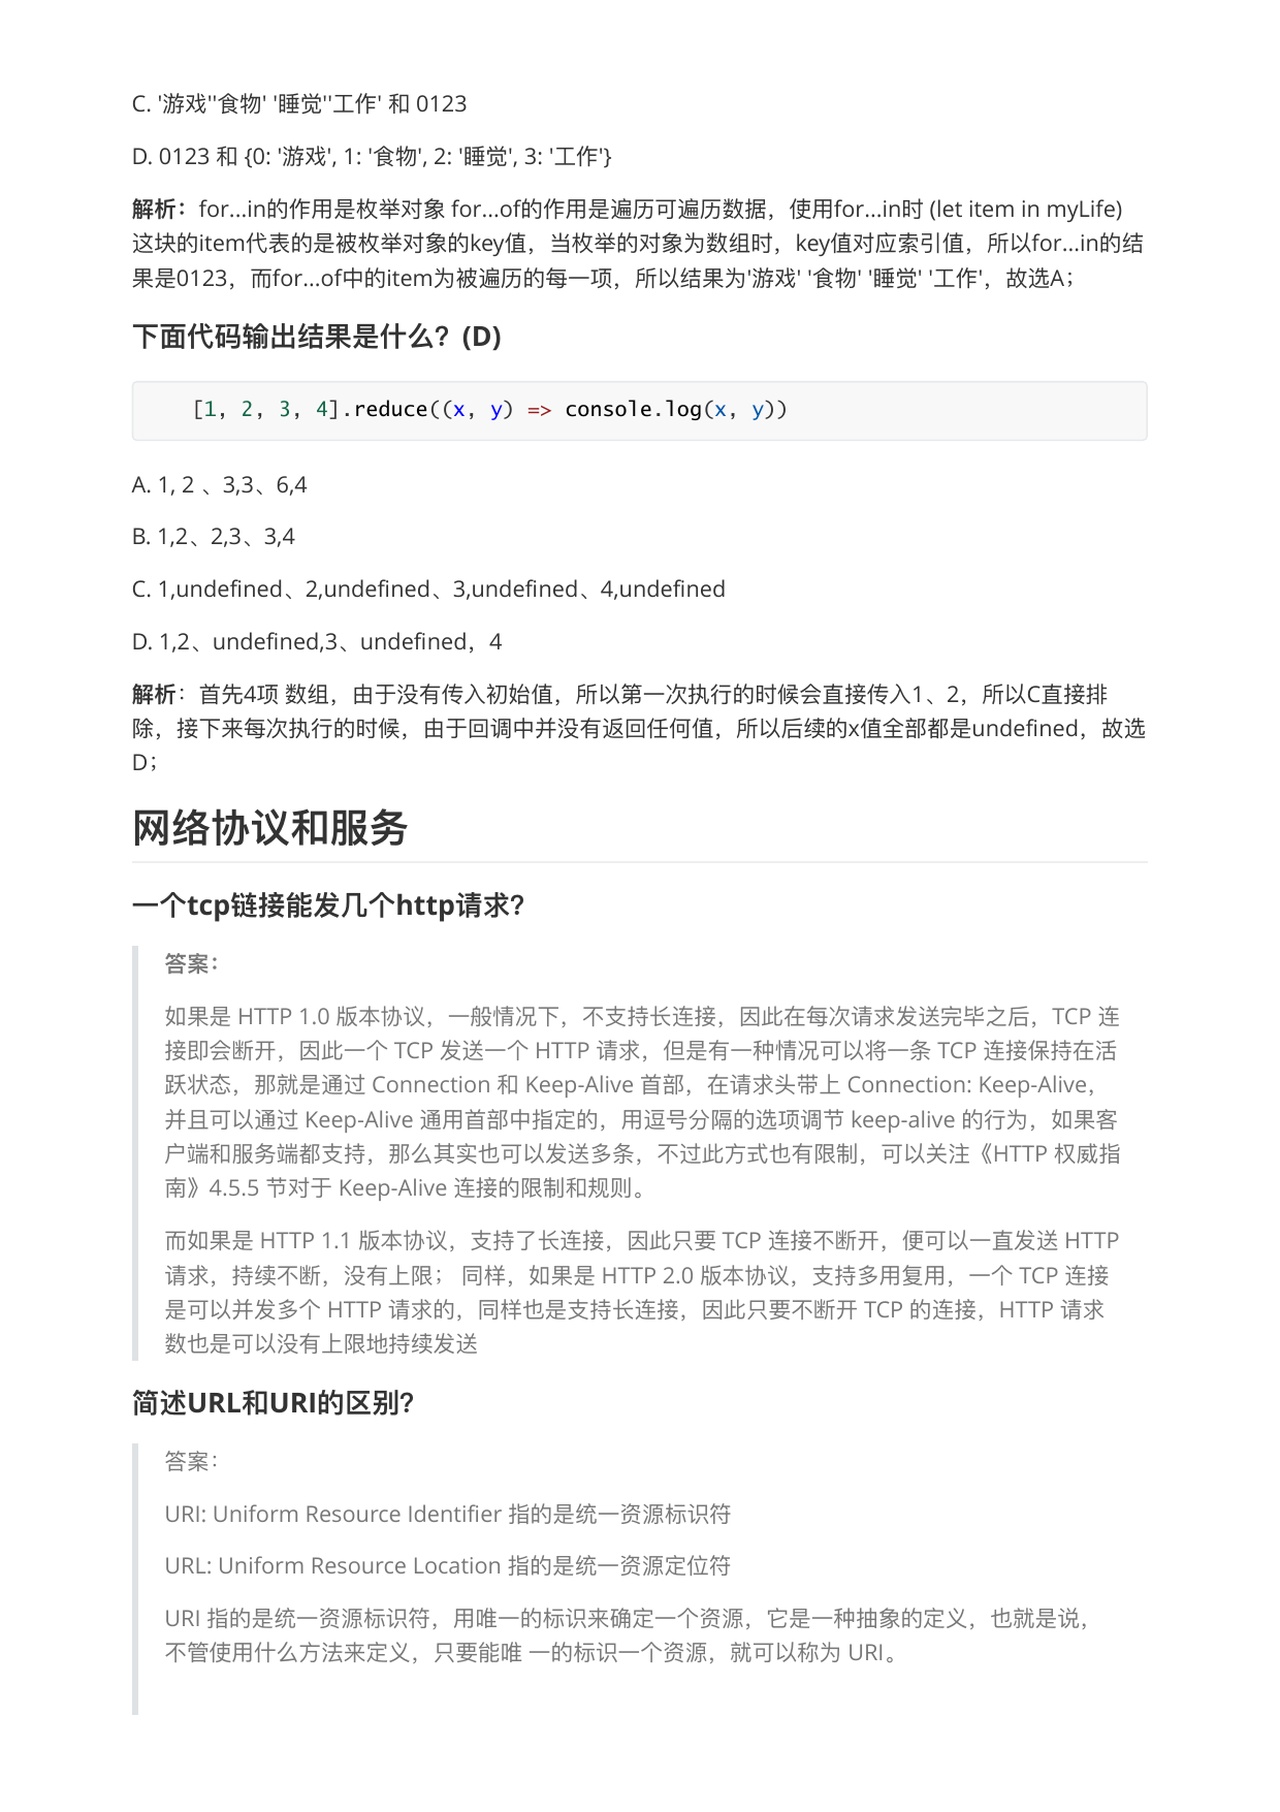 C. '游戏''食物' '睡觉''工作' 和 0123
D. 0123 和 {0: '游戏', 1: '食物', 2: '睡觉', 3: '工作'}
解析：for...in的作用是枚举对象 for...of的作用是遍历可遍历数据，使用for...in时 (let item in myLife)
这块的item代表的是被枚举对象的key值，当枚举的对象为数组时，key值对应索引值，所以for...in的结
果是0123，而for...of中的item为被遍历的每一项，所以结果为'游戏' '食物' '睡觉' '工作'，故选A；
下面代码输出结果是什么？(D)
[1, 2, 3, 4].reduce((x, y) => console.log(x, y))
A. 1, 2 、3,3、6,4
B. 1,2、2,3、3,4
C. 1,undefined、2,undefined、3,undefined、4,undefined
D. 1,2、undefined,3、undefined，4
解析：首先4项 数组，由于没有传入初始值，所以第一次执行的时候会直接传入1、2，所以C直接排
除，接下来每次执行的时候，由于回调中并没有返回任何值，所以后续的x值全部都是undefined，故选
D；
网络协议和服务
一个tcp链接能发几个http请求？
答案：
如果是 HTTP 1.0 版本协议，一般情况下，不支持长连接，因此在每次请求发送完毕之后，TCP 连
接即会断开，因此一个 TCP 发送一个 HTTP 请求，但是有一种情况可以将一条 TCP 连接保持在活
跃状态，那就是通过 Connection 和 Keep-Alive 首部，在请求头带上 Connection: Keep-Alive，
并且可以通过 Keep-Alive 通用首部中指定的，用逗号分隔的选项调节 keep-alive 的行为，如果客
户端和服务端都支持，那么其实也可以发送多条，不过此方式也有限制，可以关注《HTTP 权威指
南》4.5.5 节对于 Keep-Alive 连接的限制和规则。
而如果是 HTTP 1.1 版本协议，支持了长连接，因此只要 TCP 连接不断开，便可以一直发送 HTTP
请求，持续不断，没有上限； 同样，如果是 HTTP 2.0 版本协议，支持多用复用，一个 TCP 连接
是可以并发多个 HTTP 请求的，同样也是支持长连接，因此只要不断开 TCP 的连接，HTTP 请求
数也是可以没有上限地持续发送
简述URL和URI的区别？
答案：
URI: Uniform Resource Identifier 指的是统一资源标识符
URL: Uniform Resource Location 指的是统一资源定位符
URI 指的是统一资源标识符，用唯一的标识来确定一个资源，它是一种抽象的定义，也就是说，
不管使用什么方法来定义，只要能唯 一的标识一个资源，就可以称为 URI。